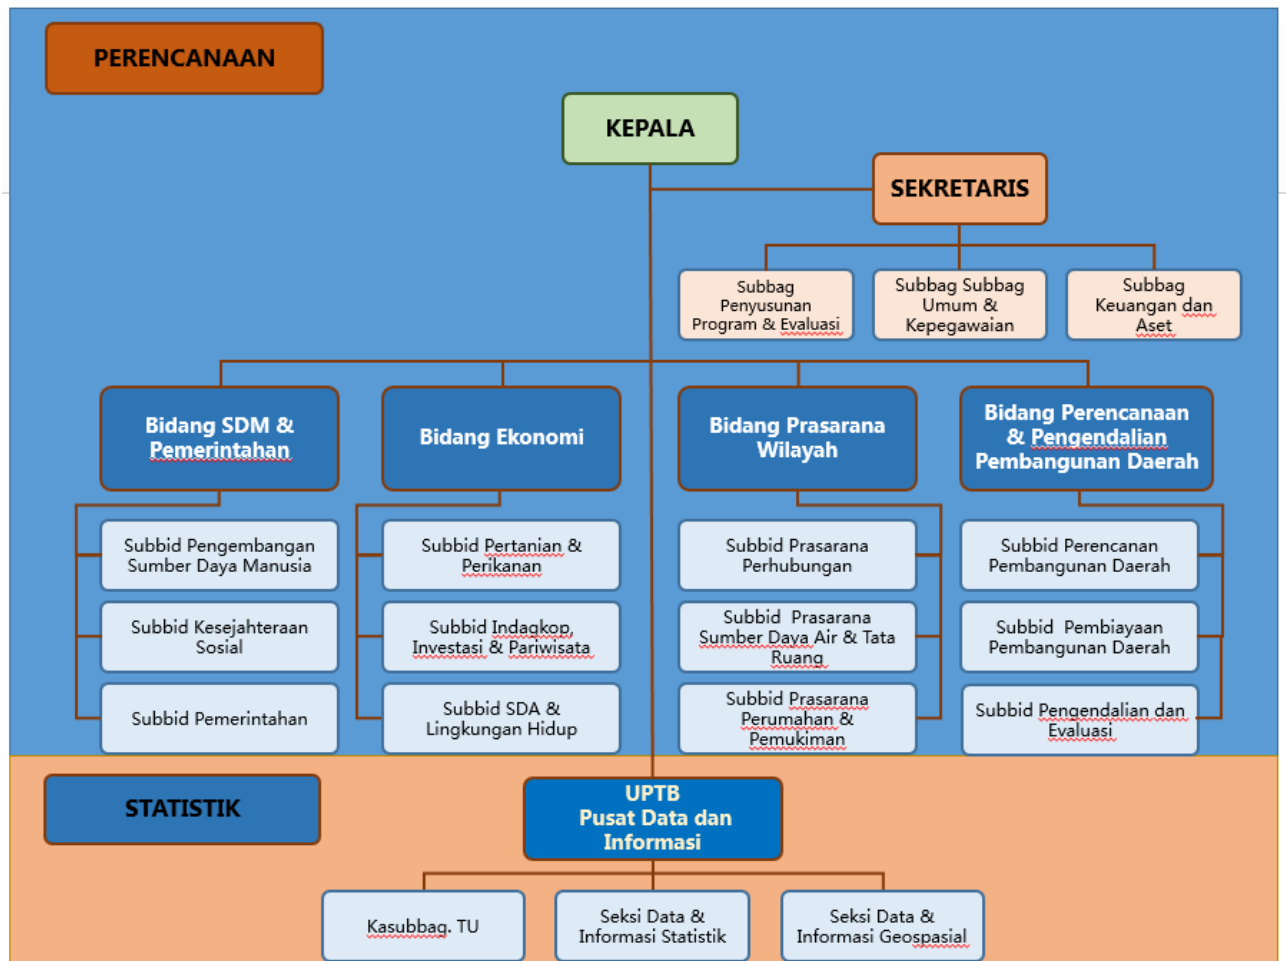 PERENCANAAN
KEPALA
SEKRETARIS
Subbag
Penyusunan
Program & Evaluasi
Subbag Subbag
Umum &
Kepegawaian
Subbag
Keuangan dan
Aset
Bidang SDM &
Pemerintahan
Bidang Ekonomi
Bidang Prasarana
Wilayah
Bidang Perencanaan
& Pengendalian
Pembangunan Daerah
Subbid Pengembangan
Sumber Daya Manusia
Subbid Pertanian &
Perikanan
Subbid Prasarana
Perhubungan
Subbid Perencanan
Pembangunan Daerah
Subbid Kesejahteraan
Sosial
Subbid Indagkop,
Investasi & Pariwisata
Subbid Prasarana
Sumber Daya Air & Tata
Ruang
Subbid Pembiayaan
Pembangunan Daerah
Subbid Pemerintahan
Subbid SDA &
Lingkungan Hidup
Subbid Prasarana
Perumahan &
Pemukiman
Subbid Pengendalian dan
Evaluasi
STATISTIK
UPTB
Pusat Data dan
Informasi
Kasubbag. TU
Seksi Data &
Informasi Statistik
Seksi Data &
Informasi Geospasial